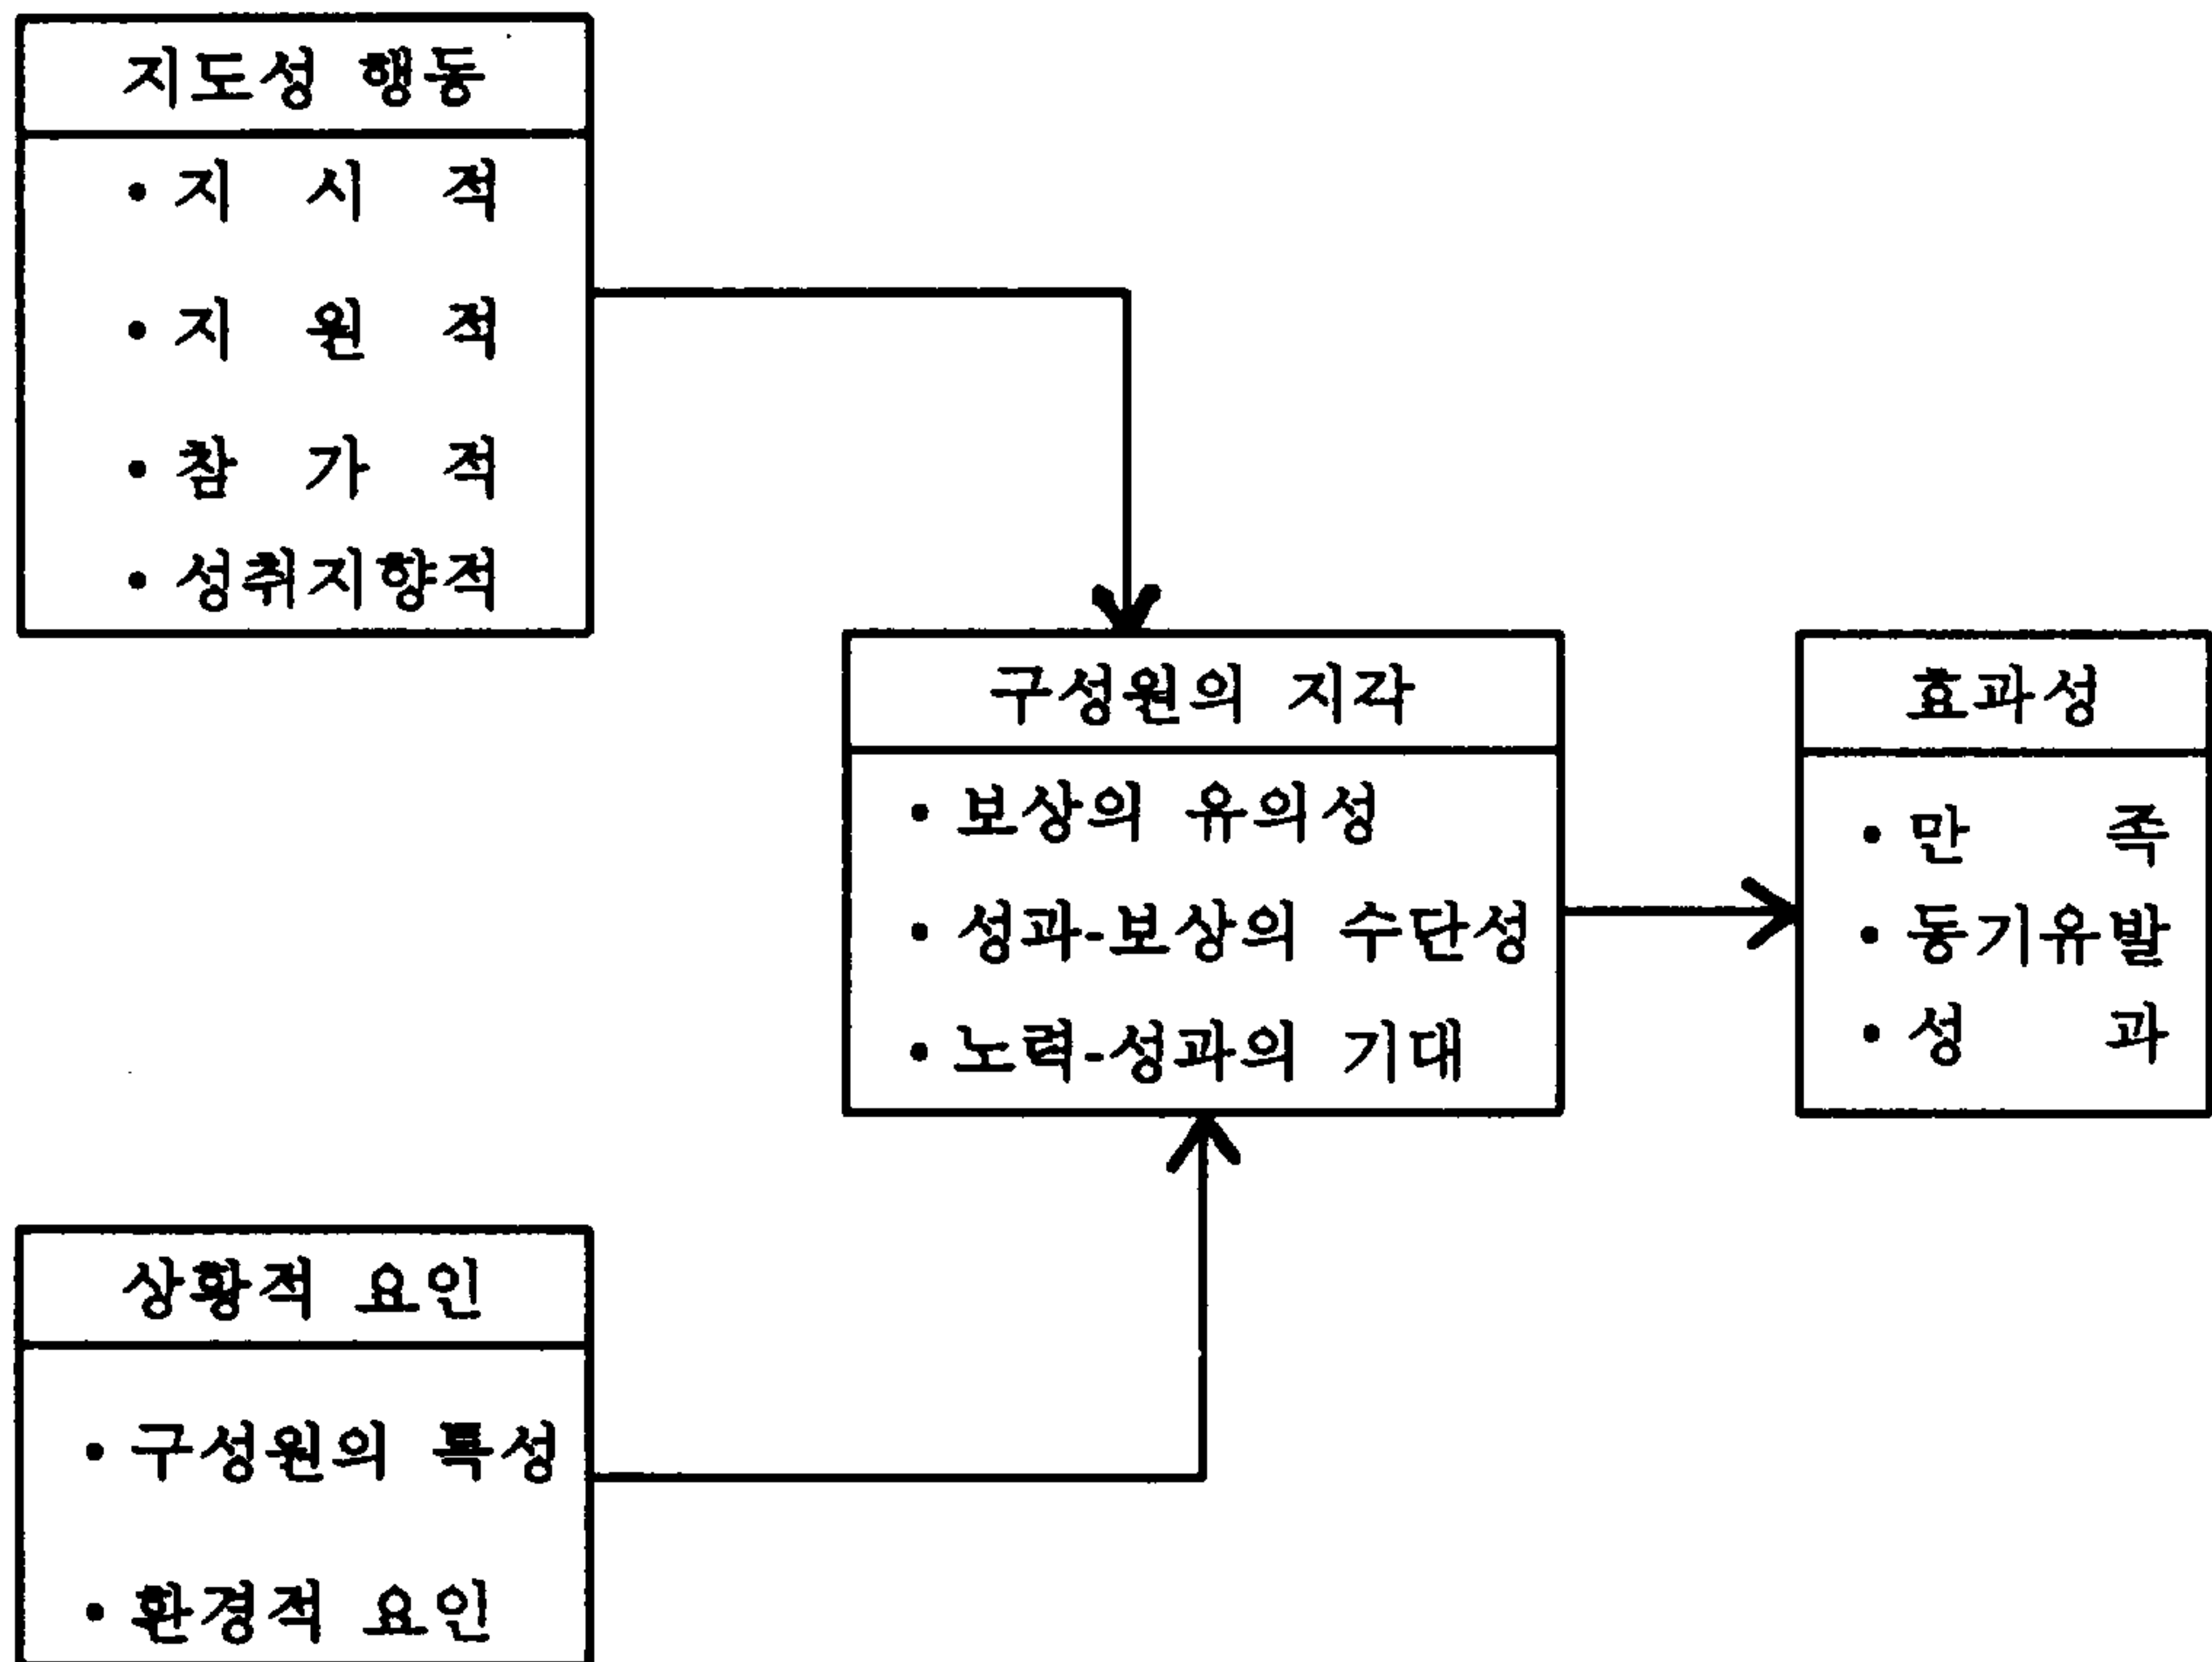 지도성 행동
• 지 시 적
• 지 원 적
• 참 가 적
• 성취지향적
구성원의 지각
• 보상의 유의성
• 성과-보상의 수단성
• 노력-성과의 기대
효과성
• 만 족
• 동기유발
• 성 과
상황적 요인
• 구성원의 특성
• 환경적 요인